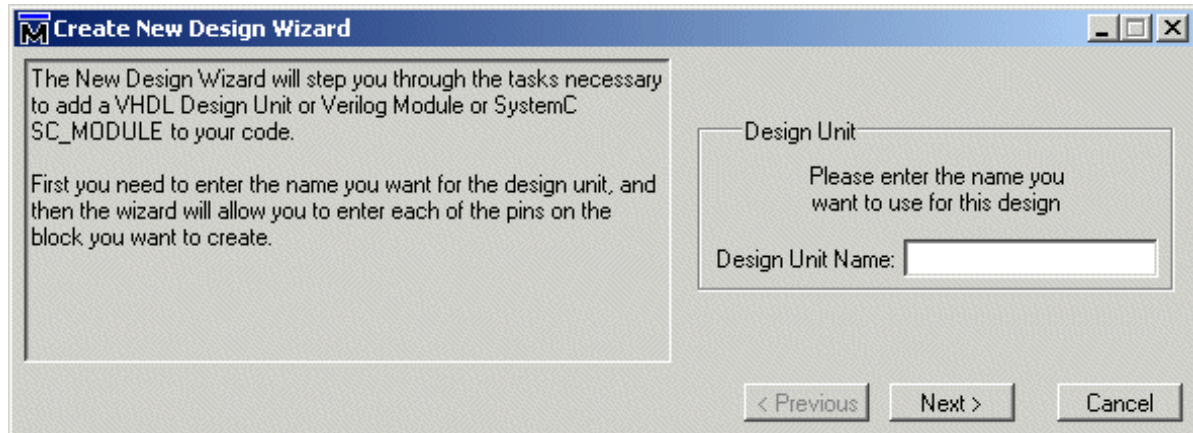 Create New Design Wizard
The New Design Wizard will step you through the tasks necessary
to add a VHDL Design Unit or Verilog Module or SystemC
SC_MODULE to your code.
First you need to enter the name you want for the design unit, and
then the wizard will allow you to enter each of the pins on the
block you want to create.
Design Unit
Please enter the name you
want to use for this design
Design Unit Name:
< Previous
Next >
Cancel